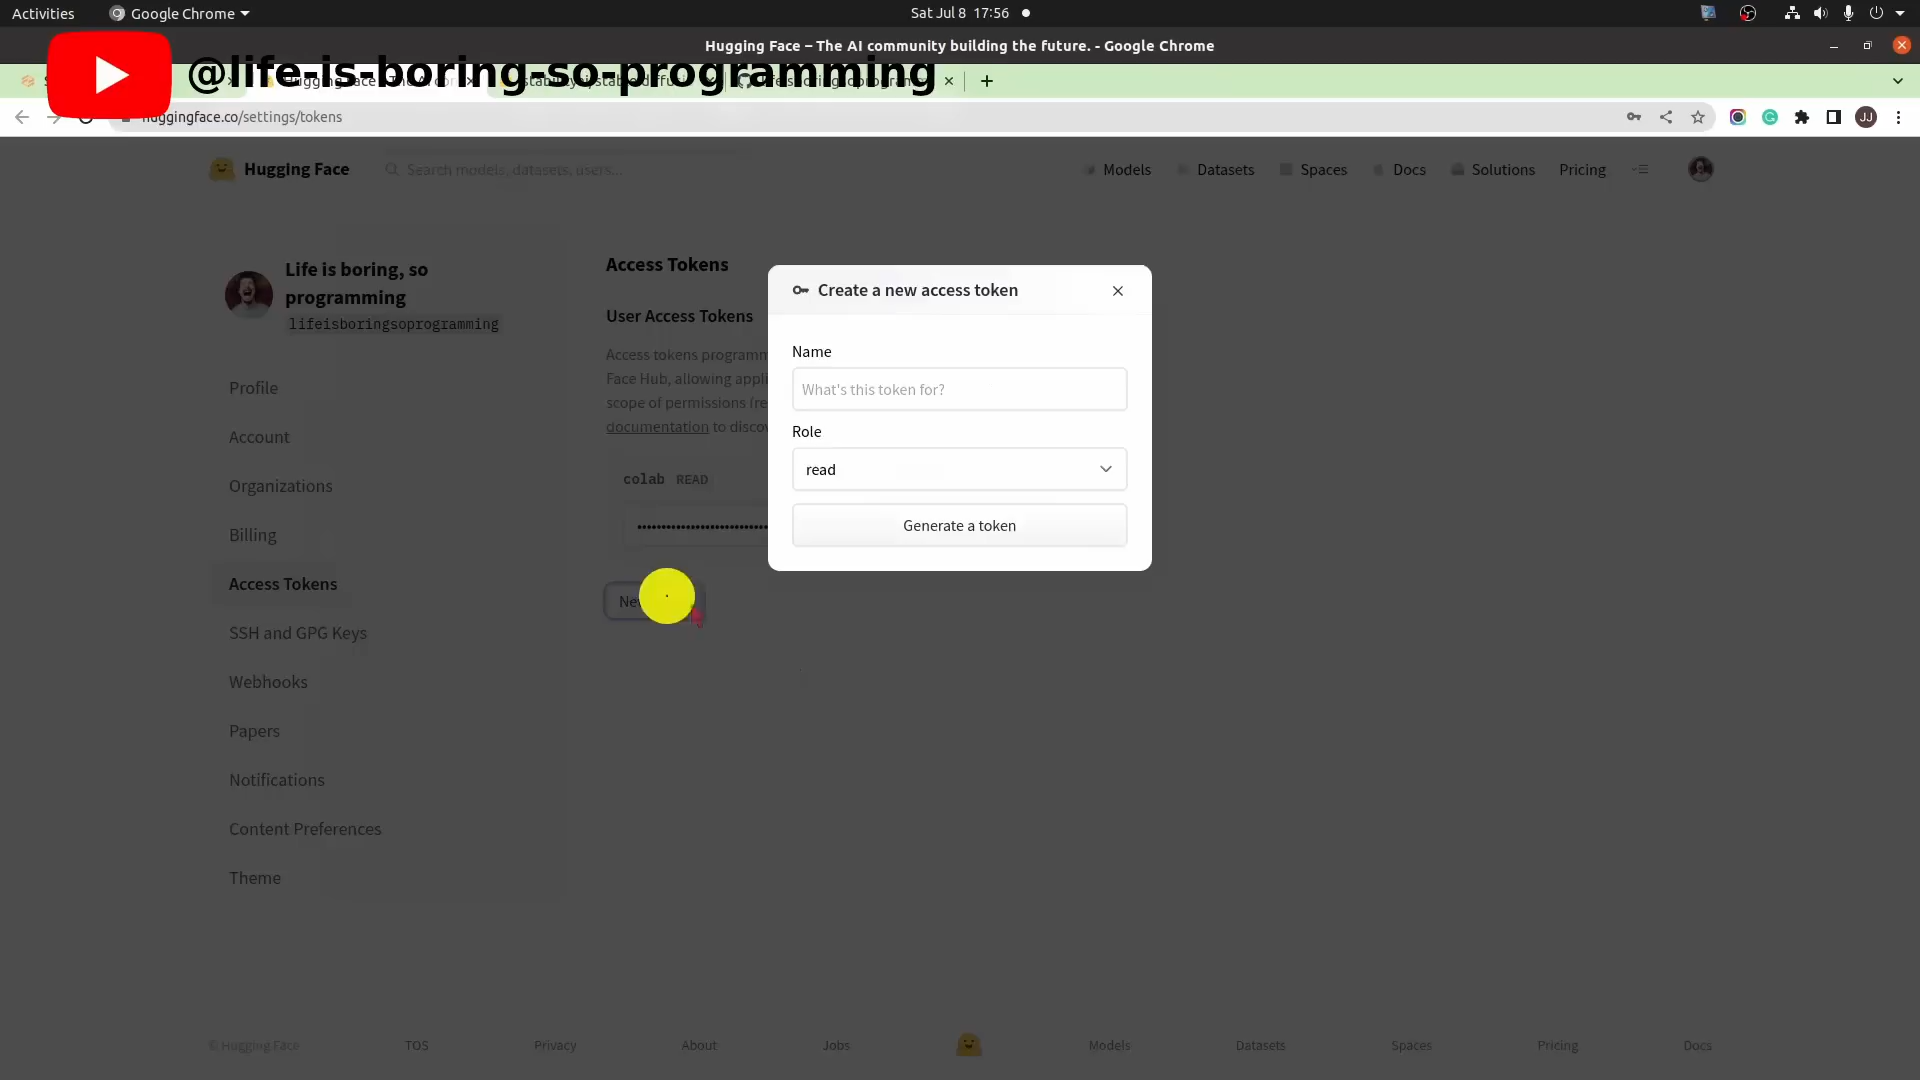 Activities
Google Chrome
Sat Jul 8 17:56
Hugging Face – The AI community building the future. - Google Chrome
@life-is-boring-so-programming
huggingface.co/settings/tokens
JJ
Hugging Face
Search models, datasets, users...
Models
Datasets
Spaces
Docs
Solutions
Pricing
Life is boring, so
programming
lifeisboringsoprogramming
Profile
Account
Organizations
Billing
Access Tokens
SSH and GPG Keys
Webhooks
Papers
Notifications
Content Preferences
Theme
Access Tokens
User Access Tokens
Access tokens
Face Hub, allowing
scope of permissions
documentation to
colab READ
Create a new access token
Name
What's this token for?
Role
read
Generate a token
© Hugging Face
TOS
Privacy
About
Jobs
Models
Datasets
Spaces
Pricing
Docs